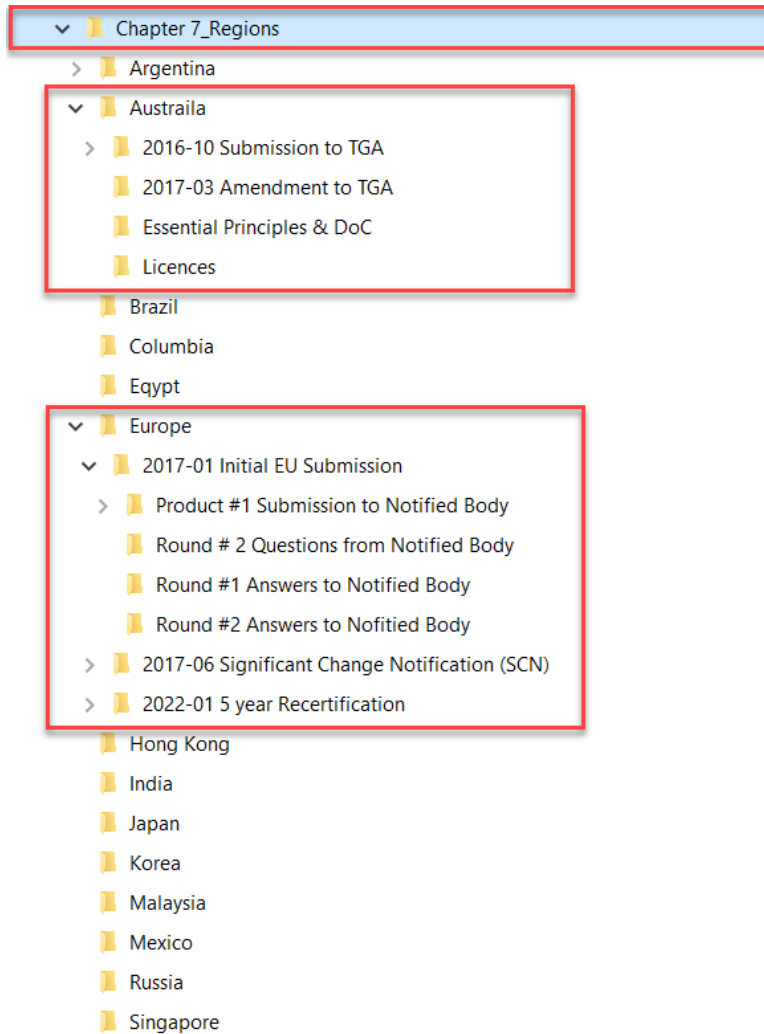 Chapter 7_Regions
Argentina
Austraila
2016-10 Submission to TGA
2017-03 Amendment to TGA
Essential Principles & DoC
Licences
Brazil
Columbia
Eqypt
Europe
2017-01 Initial EU Submission
Product #1 Submission to Notified Body
Round # 2 Questions from Notified Body
Round #1 Answers to Notified Body
Round #2 Answers to Nofitied Body
2017-06 Significant Change Notification (SCN)
2022-01 5 year Recertification
Hong Kong
India
Japan
Korea
Malaysia
Mexico
Russia
Singapore